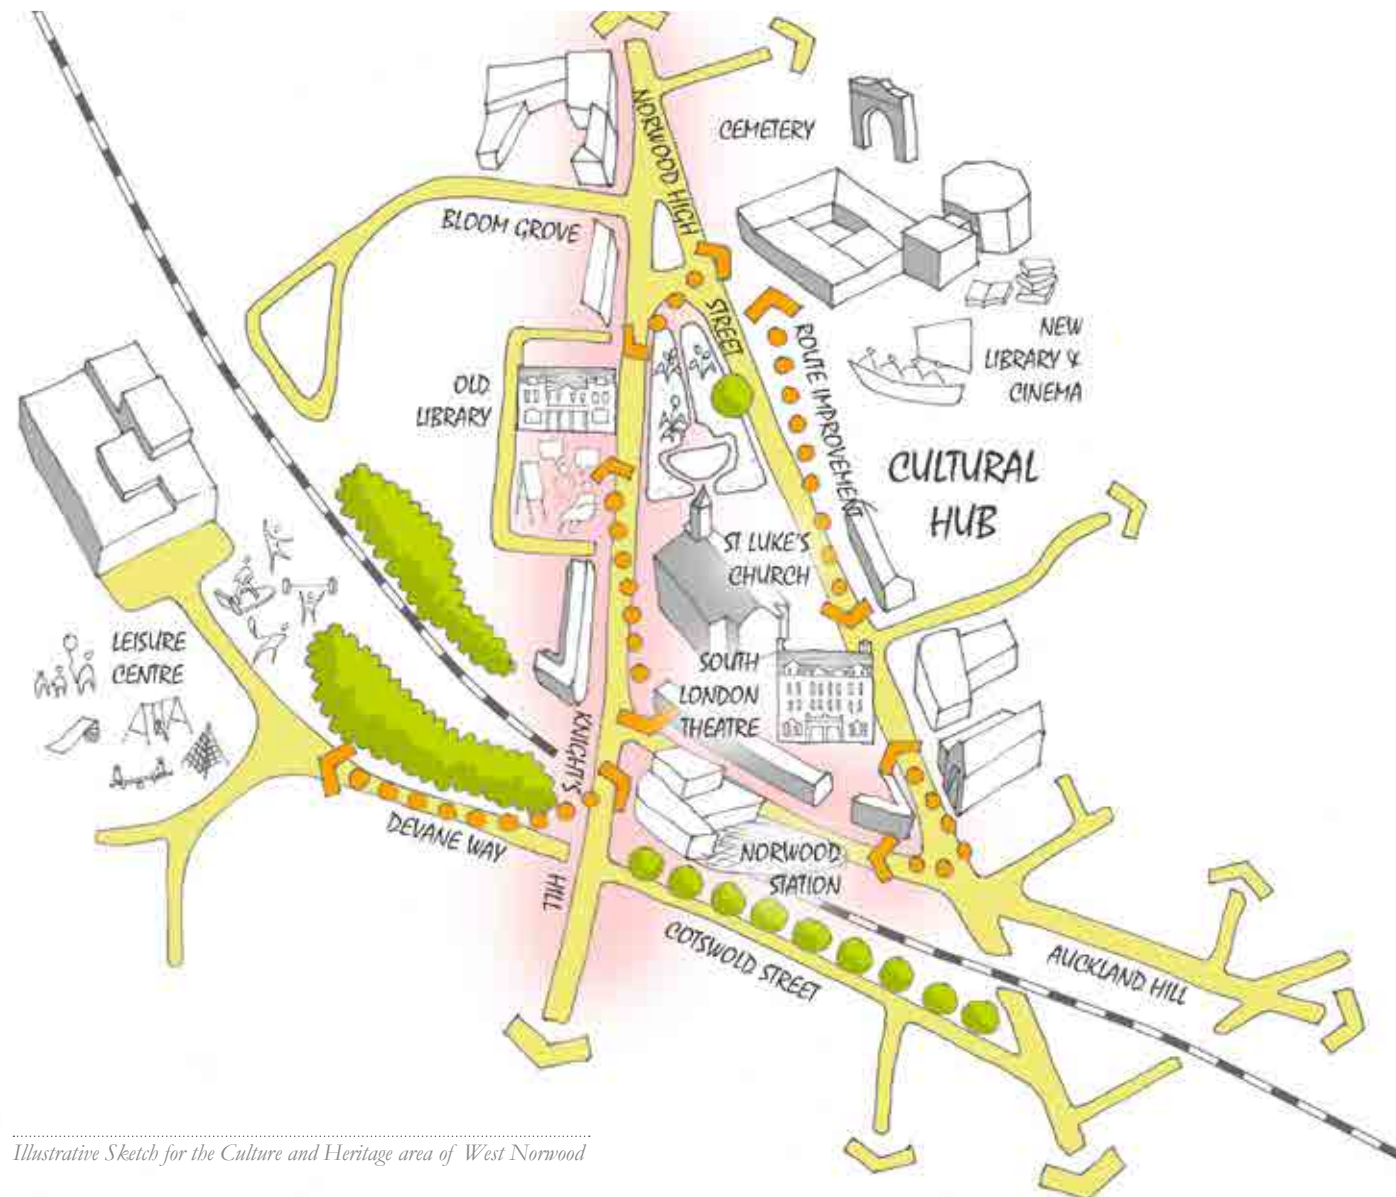 NORWOOD HIGH
STREET
CEMETERY
BLOOM GROVE
ROUTE IMPROVEMENT
NEW
LIBRARY &
CINEMA
OLD
LIBRARY
CULTURAL
HUB
ST LUKE'S
CHURCH
LEISURE
CENTRE
SOUTH
LONDON
THEATRE
KNIGHT'S
HILL
DEVANE WAY
NORWOOD
STATION
COTSWOLD STREET
AUCKLAND HILL
Illustrative Sketch for the Culture and Heritage area of West Norwood